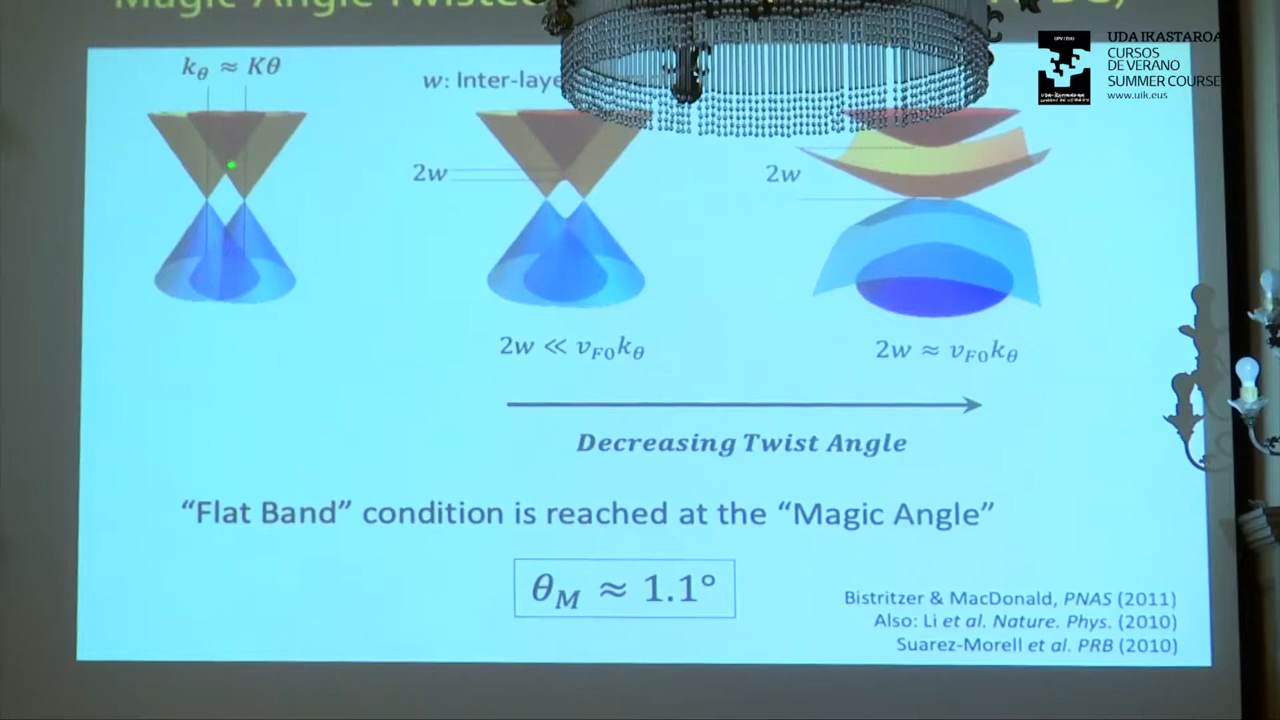 Magic-Angle Twisted
UDA IKASTAROA
CURSOS
DE VERANO
SUMMER COURSE
www.uik.eus
k_θ ≈ Kθ
w: Inter-laye
2w
2w
2w ≪ v_F0 k_θ
2w ≈ v_F0 k_θ
Decreasing Twist Angle
“Flat Band” condition is reached at the “Magic Angle”
θ_M ≈ 1.1°
Bistritzer & MacDonald, PNAS (2011)
Also: Li et al. Nature. Phys. (2010)
Suarez-Morell et al. PRB (2010)